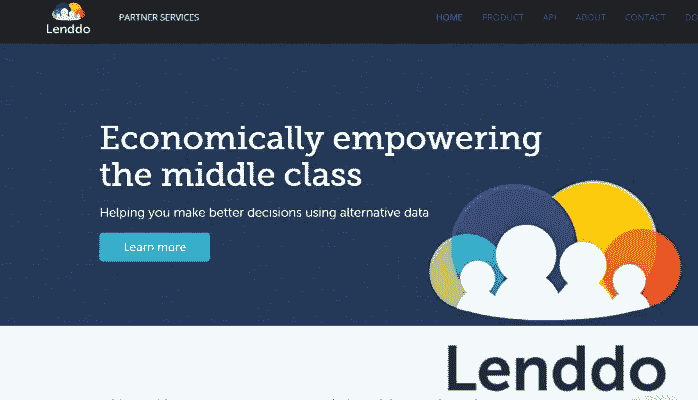 Lenddo
PARTNER SERVICES
HOME PRODUCT API ABOUT CONTACT DO
Economically empowering
the middle class
Helping you make better decisions using alternative data
Learn more
Lenddo